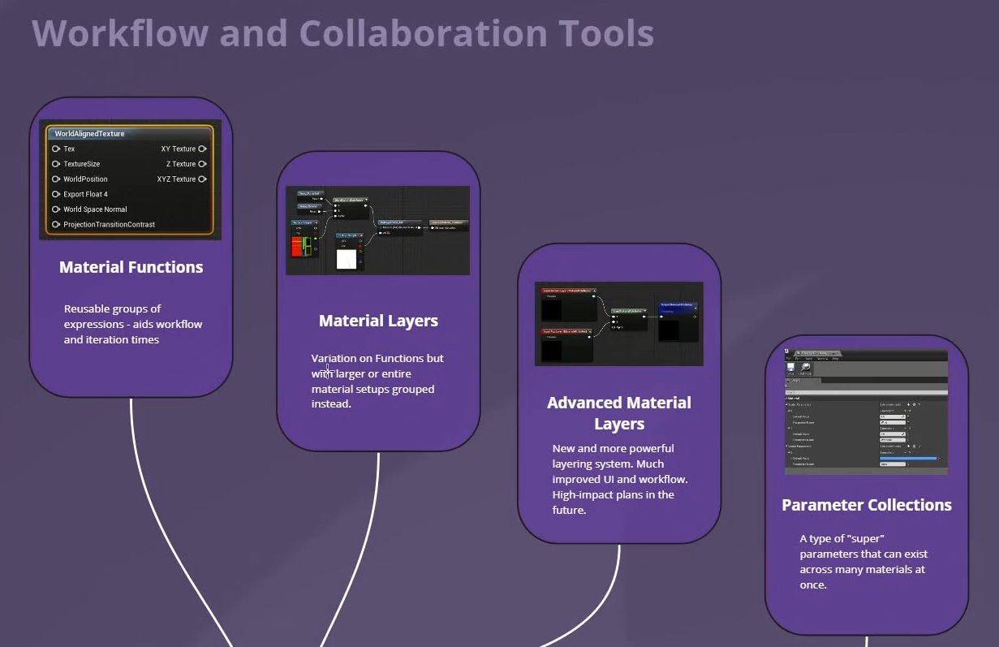 Workflow and Collaboration Tools
WorldAlignedTexture
Tex
XY Texture
TextureSize
Z Texture
WorldPosition
XYZ Texture
Export Float 4
World Space Normal
ProjectionTransitionContrast
Material Functions
Reusable groups of
expressions - aids workflow
and iteration times
Material Layers
Variation on Functions but
with larger or entire
material setups grouped
instead.
Advanced Material
Layers
New and more powerful
layering system. Much
improved UI and workflow.
High-impact plans in the
future.
Material
Parameter Collections
A type of "super"
parameters that can exist
across many materials at
once.